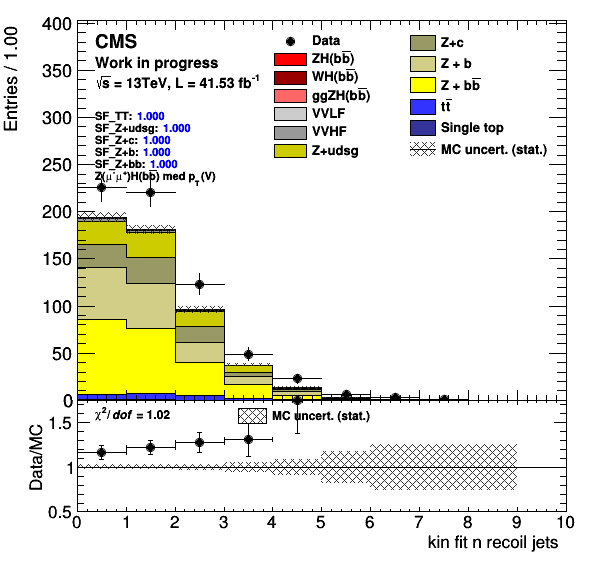 CMS
Work in progress
√s = 13TeV, L = 41.53 fb⁻¹
SF_TT: 1.000
SF_Z+udsg: 1.000
SF_Z+c: 1.000
SF_Z+b: 1.000
SF_Z+bb: 1.000
Z(μ⁻μ⁺)H(bb̅) med p_T(V)
Data
ZH(bb̅)
WH(bb̅)
ggZH(bb̅)
VVLF
VVHF
Z+udsg
Z+c
Z + b
Z + bb̅
tt̅
Single top
MC uncert. (stat.)
Entries / 1.00
400
350
300
250
200
150
100
50
0
χ²/dof = 1.02
MC uncert. (stat.)
Data/MC
1.5
1
0.5
0 1 2 3 4 5 6 7 8 9 10
kin fit n recoil jets